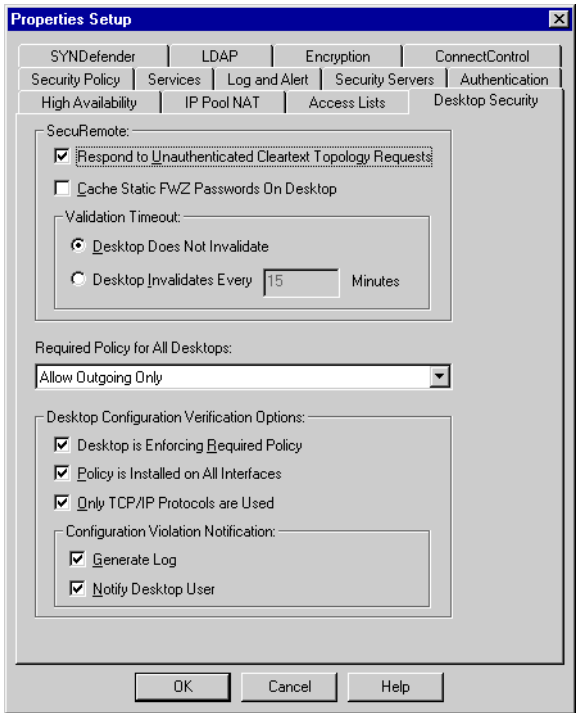 Properties Setup
SYNDefender LDAP Encryption ConnectControl
Security Policy Services Log and Alert Security Servers Authentication
High Availability IP Pool NAT Access Lists Desktop Security
SecuRemote:
Respond to Unauthenticated Cleartext Topology Requests
Cache Static FWZ Passwords On Desktop
Validation Timeout:
Desktop Does Not Invalidate
Desktop Invalidates Every 15 Minutes
Required Policy for All Desktops:
Allow Outgoing Only
Desktop Configuration Verification Options:
Desktop is Enforcing Required Policy
Policy is Installed on All Interfaces
Only TCP/IP Protocols are Used
Configuration Violation Notification:
Generate Log
Notify Desktop User
OK Cancel Help